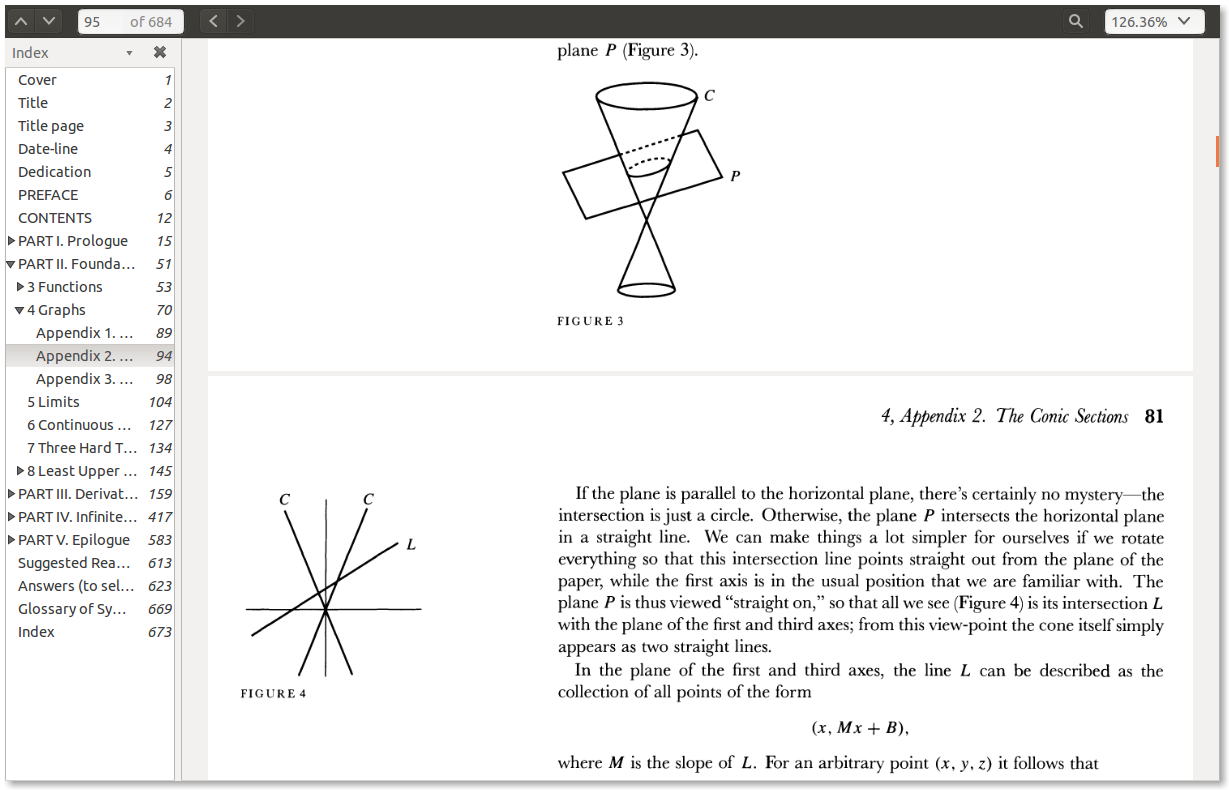 95 of 684
126.36%
Index
Cover 1
Title 2
Title page 3
Date-line 4
Dedication 5
PREFACE 6
CONTENTS 12
PART I. Prologue 15
PART II. Founda... 51
3 Functions 53
4 Graphs 70
Appendix 1. ... 89
Appendix 2. ... 94
Appendix 3. ... 98
5 Limits 104
6 Continuous ... 127
7 Three Hard T... 134
8 Least Upper ... 145
PART III. Derivat... 159
PART IV. Infinite... 417
PART V. Epilogue 583
Suggested Rea... 613
Answers (to sel... 623
Glossary of Sy... 669
Index 673
plane P (Figure 3).
C
P
FIGURE 3
4, Appendix 2. The Conic Sections 81
C C
L
FIGURE 4
If the plane is parallel to the horizontal plane, there's certainly no mystery—the
intersection is just a circle. Otherwise, the plane P intersects the horizontal plane
in a straight line. We can make things a lot simpler for ourselves if we rotate
everything so that this intersection line points straight out from the plane of the
paper, while the first axis is in the usual position that we are familiar with. The
plane P is thus viewed "straight on," so that all we see (Figure 4) is its intersection L
with the plane of the first and third axes; from this view-point the cone itself simply
appears as two straight lines.
In the plane of the first and third axes, the line L can be described as the
collection of all points of the form
(x, Mx + B),
where M is the slope of L. For an arbitrary point (x, y, z) it follows that